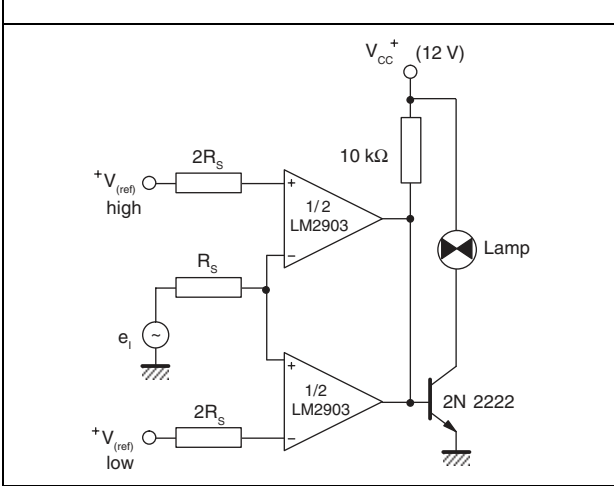 V_CC^+ (12 V)
10 kΩ
2R_S
^+V_(ref)
high
+
1/2
LM2903
−
R_S
Lamp
e_I
~
+
1/2
LM2903
−
2R_S
2N 2222
^+V_(ref)
low